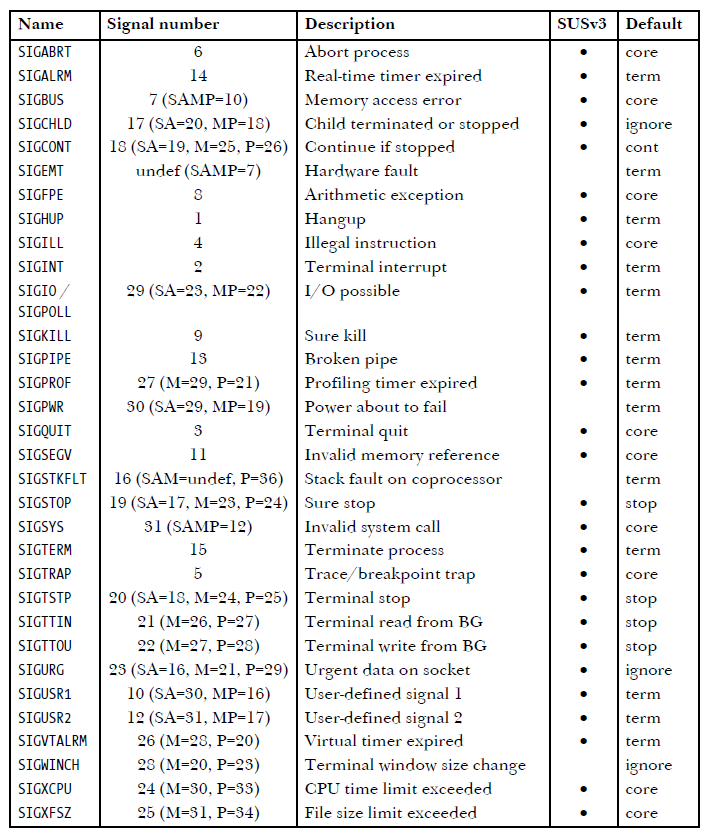 Name Signal number Description SUSv3 Default
SIGABRT 6 Abort process • core
SIGALRM 14 Real-time timer expired • term
SIGBUS 7 (SAMP=10) Memory access error • core
SIGCHLD 17 (SA=20, MP=18) Child terminated or stopped • ignore
SIGCONT 18 (SA=19, M=25, P=26) Continue if stopped • cont
SIGEMT undef (SAMP=7) Hardware fault term
SIGFPE 8 Arithmetic exception • core
SIGHUP 1 Hangup • term
SIGILL 4 Illegal instruction • core
SIGINT 2 Terminal interrupt • term
SIGIO / 29 (SA=23, MP=22) I/O possible • term
SIGPOLL
SIGKILL 9 Sure kill • term
SIGPIPE 13 Broken pipe • term
SIGPROF 27 (M=29, P=21) Profiling timer expired • term
SIGPWR 30 (SA=29, MP=19) Power about to fail term
SIGQUIT 3 Terminal quit • core
SIGSEGV 11 Invalid memory reference • core
SIGSTKFLT 16 (SAM=undef, P=36) Stack fault on coprocessor term
SIGSTOP 19 (SA=17, M=23, P=24) Sure stop • stop
SIGSYS 31 (SAMP=12) Invalid system call • core
SIGTERM 15 Terminate process • term
SIGTRAP 5 Trace/breakpoint trap • core
SIGTSTP 20 (SA=18, M=24, P=25) Terminal stop • stop
SIGTTIN 21 (M=26, P=27) Terminal read from BG • stop
SIGTTOU 22 (M=27, P=28) Terminal write from BG • stop
SIGURG 23 (SA=16, M=21, P=29) Urgent data on socket • ignore
SIGUSR1 10 (SA=30, MP=16) User-defined signal 1 • term
SIGUSR2 12 (SA=31, MP=17) User-defined signal 2 • term
SIGVTALRM 26 (M=28, P=20) Virtual timer expired • term
SIGWINCH 28 (M=20, P=23) Terminal window size change ignore
SIGXCPU 24 (M=30, P=33) CPU time limit exceeded • core
SIGXFSZ 25 (M=31, P=34) File size limit exceeded • core